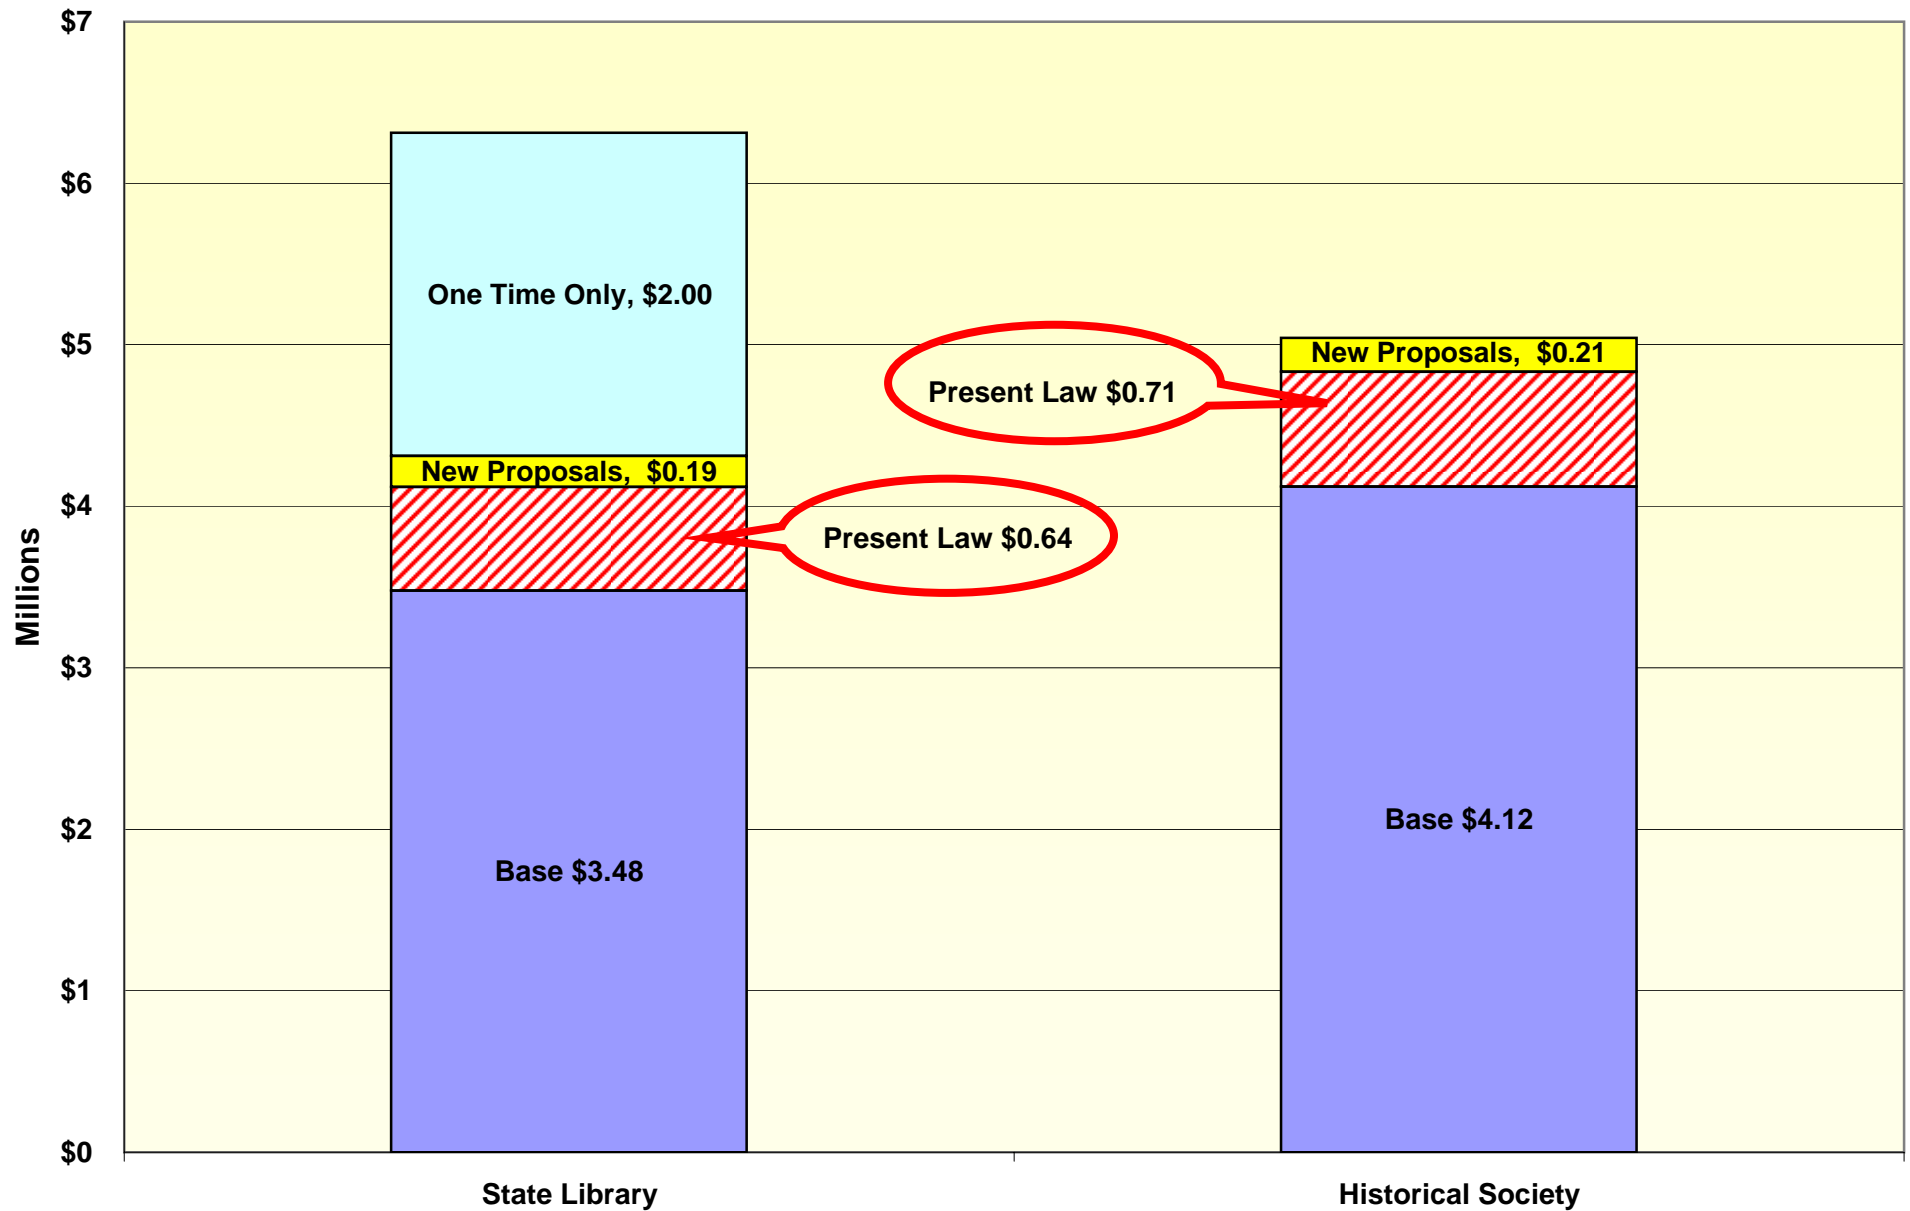 $7
$6
$5
$4
$3
$2
$1
$0
Millions
One Time Only, $2.00
New Proposals,  $0.19
Present Law $0.64
Base $3.48
New Proposals,  $0.21
Present Law $0.71
Base $4.12
State Library
Historical Society